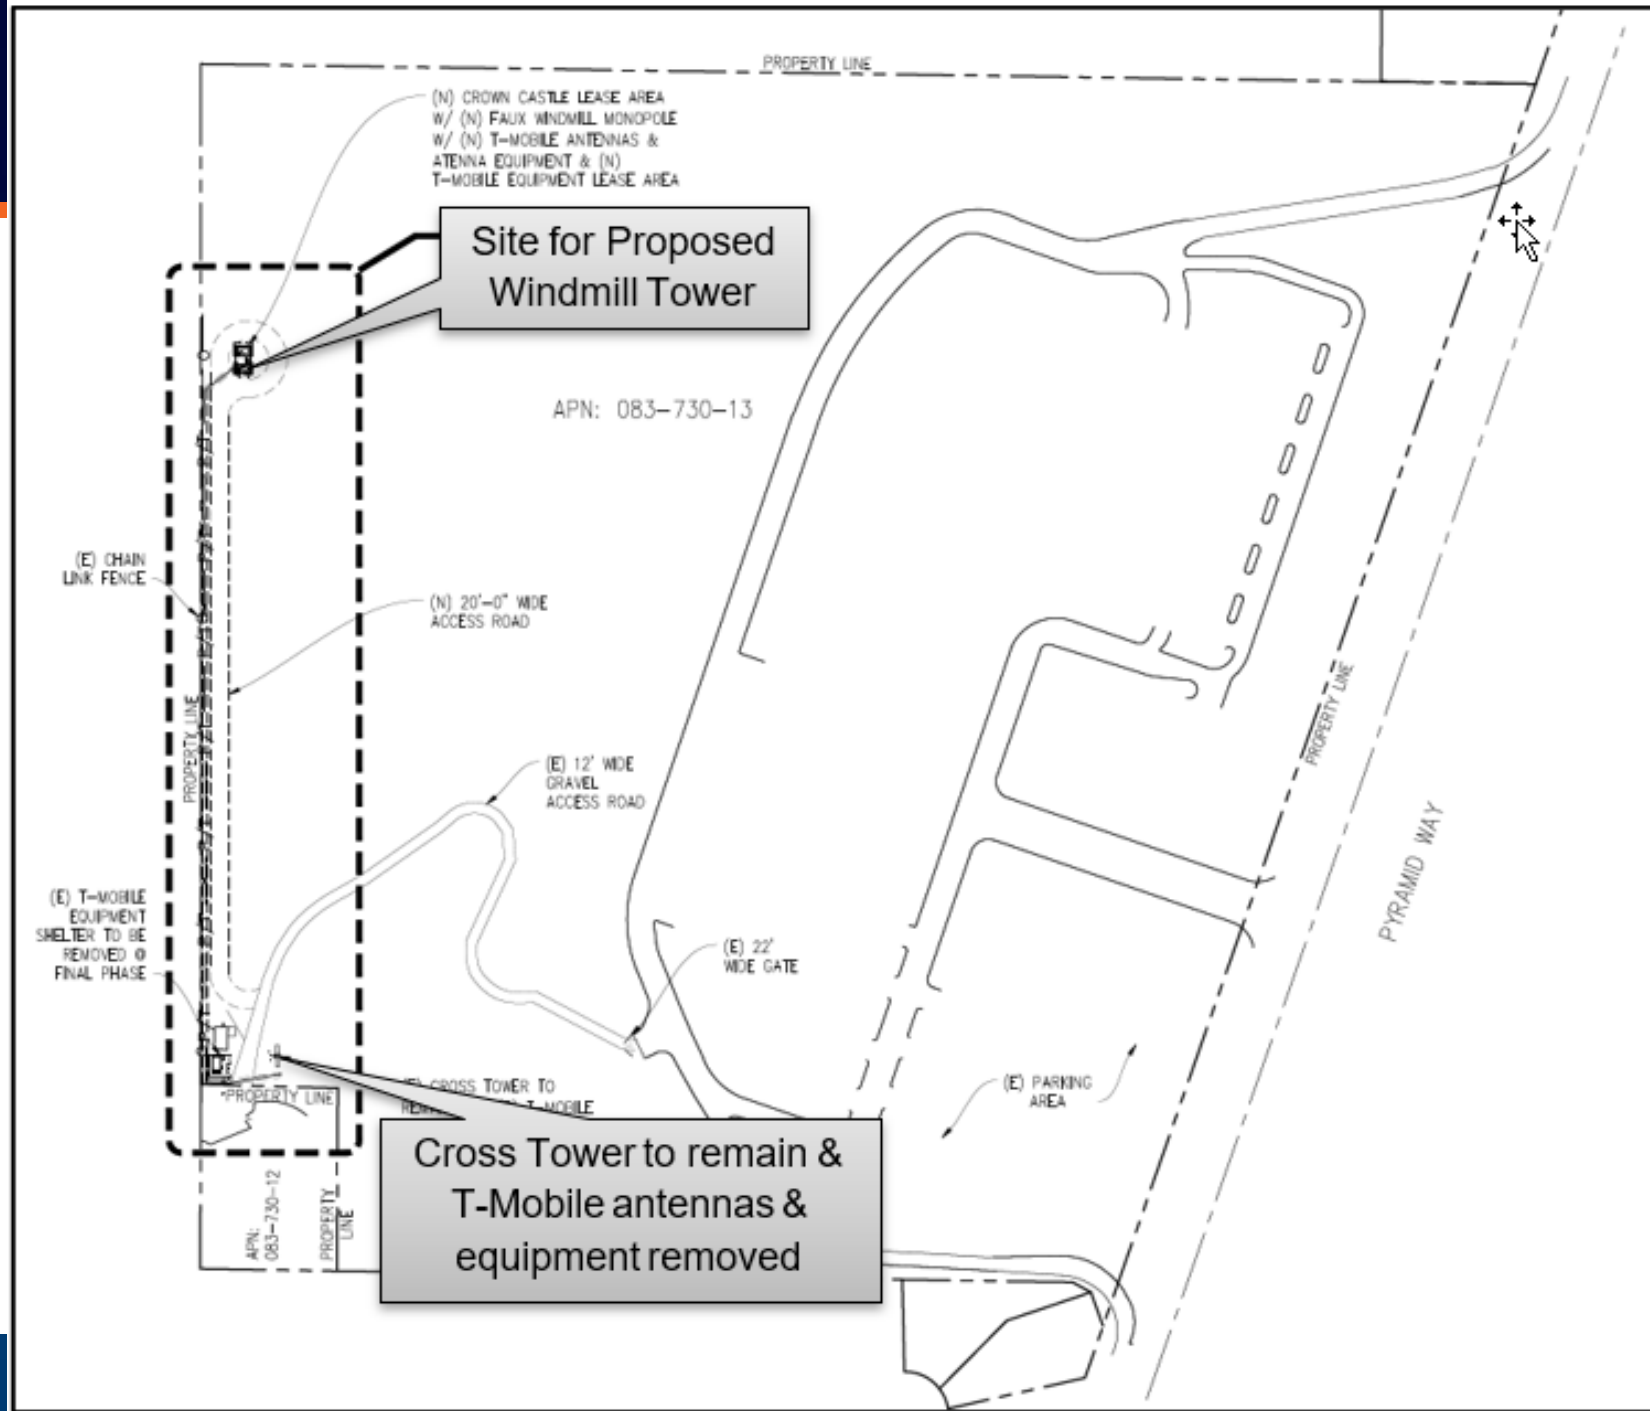 PROPERTY LINE
(N) CROWN CASTLE LEASE AREA
W/ (N) FAUX WINDMILL MONOPOLE
W/ (N) T-MOBILE ANTENNAS &
ATENNA EQUIPMENT & (N)
T-MOBILE EQUIPMENT LEASE AREA
Site for Proposed
Windmill Tower
APN: 083-730-13
(E) CHAIN
LINK FENCE
(N) 20'-0" WIDE
ACCESS ROAD
PROPERTY LINE
PROPERTY LINE
(E) 12' WIDE
GRAVEL
ACCESS ROAD
PYRAMID WAY
(E) T-MOBILE
EQUIPMENT
SHELTER TO BE
REMOVED @
FINAL PHASE
(E) 22'
WIDE GATE
(E) PARKING
AREA
PROPERTY LINE
CROSS TOWER TO
T-MOBILE
Cross Tower to remain &
T-Mobile antennas &
equipment removed
APN:
083-730-12
PROPERTY
LINE